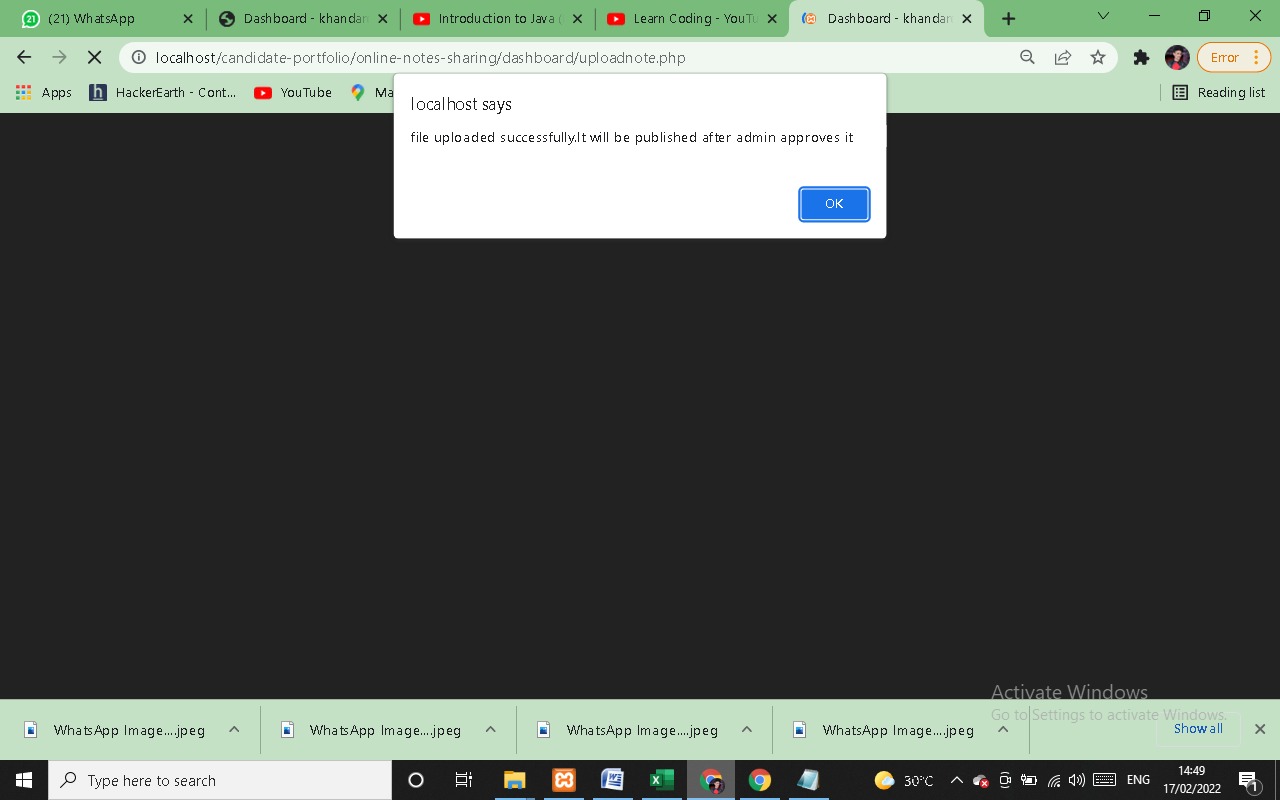 21
(21) WhatsApp
Dashboard - khandar
Introduction to Java (
Learn Coding - YouTu
Dashboard - khandar
localhost/candidate-portfolio/online-notes-sharing/dashboard/uploadnote.php
Error
Apps
h
HackerEarth - Cont...
YouTube
Ma
Reading list
localhost says
file uploaded successfully.It will be published after admin approves it
OK
Activate Windows
Go to Settings to activate Windows.
WhatsApp Image....jpeg
WhatsApp Image....jpeg
WhatsApp Image....jpeg
WhatsApp Image....jpeg
Show all
Type here to search
30°C
ENG
14:49
17/02/2022
1